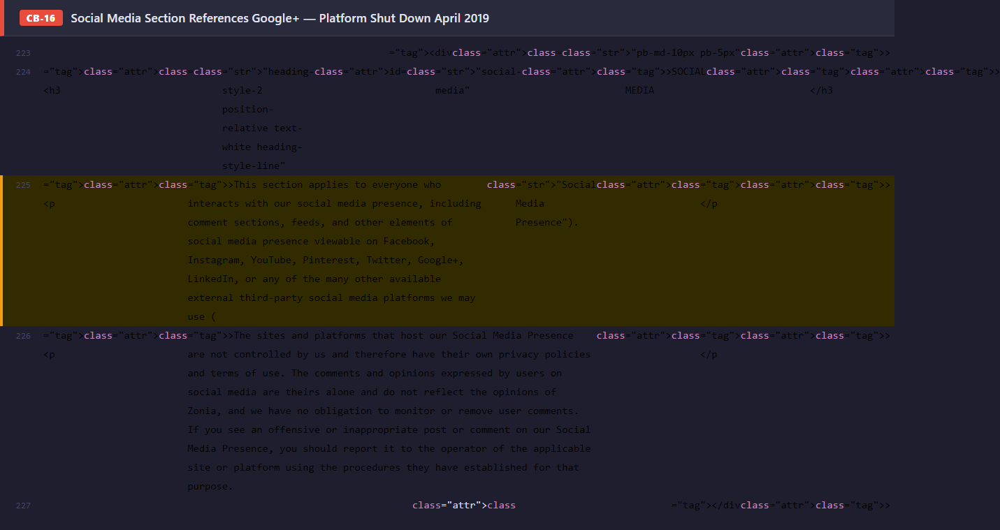 CB-16 Social Media Section References Google+ — Platform Shut Down April 2019
223 ="tag"><divclass="attr">class=class="str">"pb-md-10px pb-5px"class="attr">class="tag">>
224 ="tag">class="attr">class=class="str">"heading-class="attr">id=class="str">"social-class="attr">class="tag">>SOCIALclass="attr">class="tag">class="attr">class="tag">>
<h3 style-2 media" MEDIA </h3
position-
relative text-
white heading-
style-line"
225 ="tag">class="attr">class="tag">>This section applies to everyone who class="str">"Socialclass="attr">class="tag">class="attr">class="tag">>
<p interacts with our social media presence, including Media </p
comment sections, feeds, and other elements of Presence").
social media presence viewable on Facebook,
Instagram, YouTube, Pinterest, Twitter, Google+,
LinkedIn, or any of the many other available
external third-party social media platforms we may
use (
226 ="tag">class="attr">class="tag">>The sites and platforms that host our Social Media Presence class="attr">class="tag">class="attr">class="tag">>
<p are not controlled by us and therefore have their own privacy policies </p
and terms of use. The comments and opinions expressed by users on
social media are theirs alone and do not reflect the opinions of
Zonia, and we have no obligation to monitor or remove user comments.
If you see an offensive or inappropriate post or comment on our Social
Media Presence, you should report it to the operator of the applicable
site or platform using the procedures they have established for that
purpose.
227 class="attr">class ="tag"></divclass="attr">class="tag">>